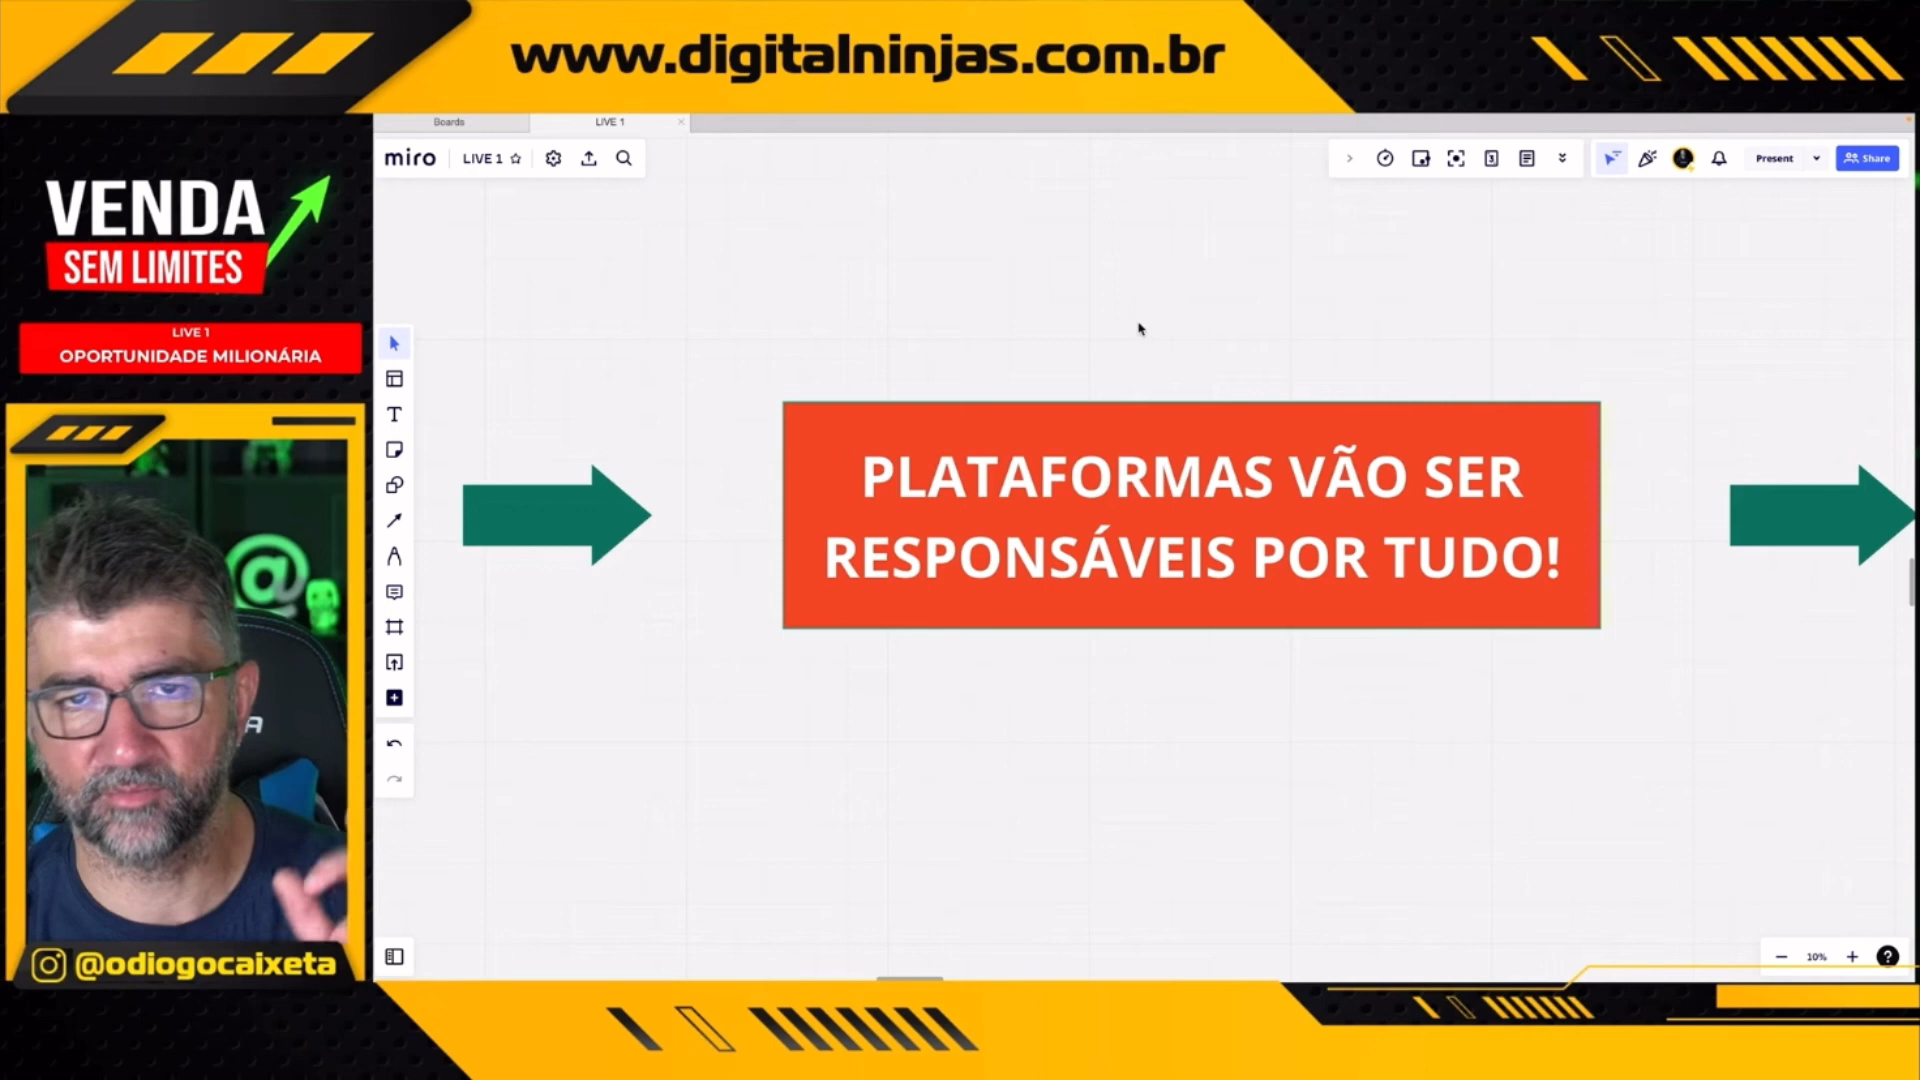 www.digitalninjas.com.br
Boards
LIVE 1
miro
LIVE 1
3
Present
Share
VENDA
SEM LIMITES
LIVE 1
OPORTUNIDADE MILIONÁRIA
T
PLATAFORMAS VÃO SER
RESPONSÁVEIS POR TUDO!
@
@odiogocaixeta
10%
?